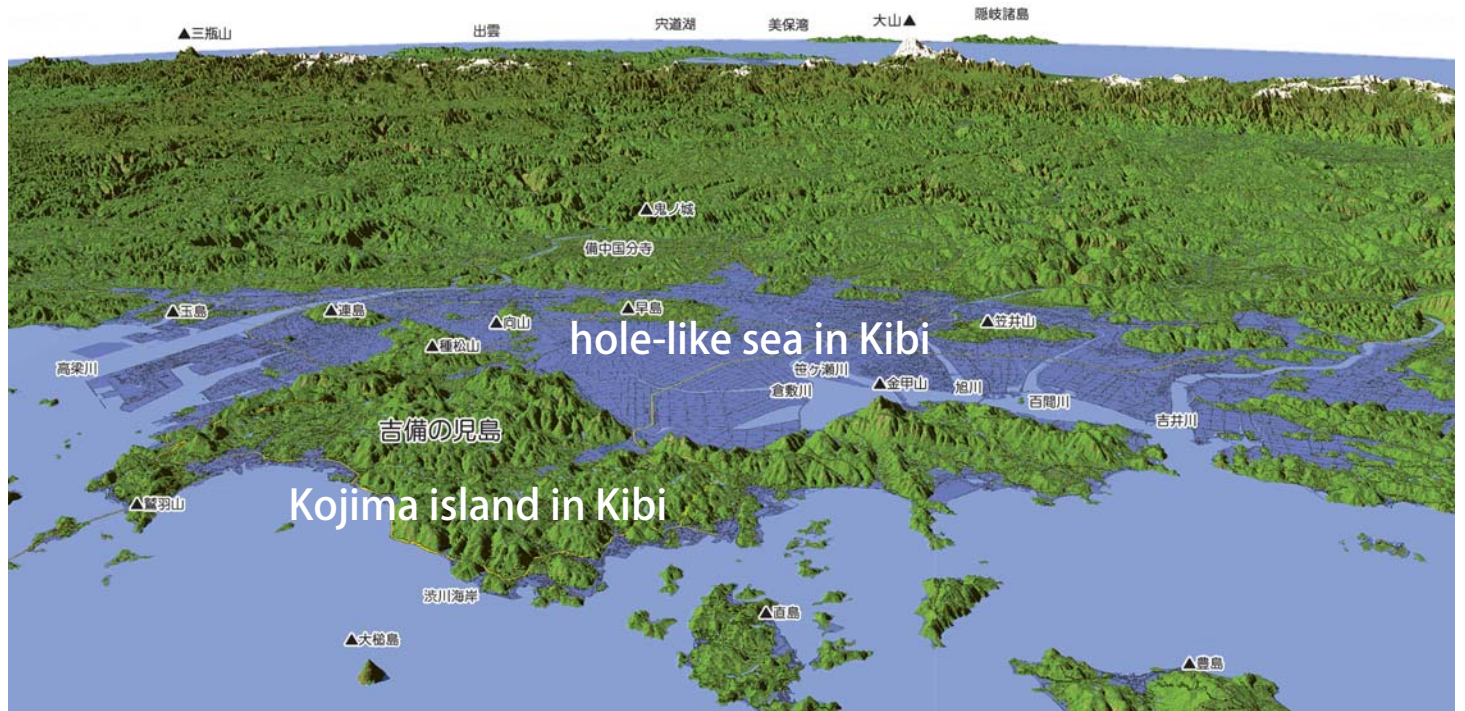 ▲三瓶山
出雲
宍道湖
美保湾
大山▲
隠岐諸島
▲鬼ノ城
備中国分寺
▲玉島
▲連島
▲早島
▲向山
▲笠井山
hole-like sea in Kibi
▲種松山
高梁川
笹ヶ瀬川
倉敷川
▲金甲山
旭川
百間川
吉井川
吉備の児島
▲鷲羽山
Kojima island in Kibi
渋川海岸
▲直島
▲大槌島
▲豊島